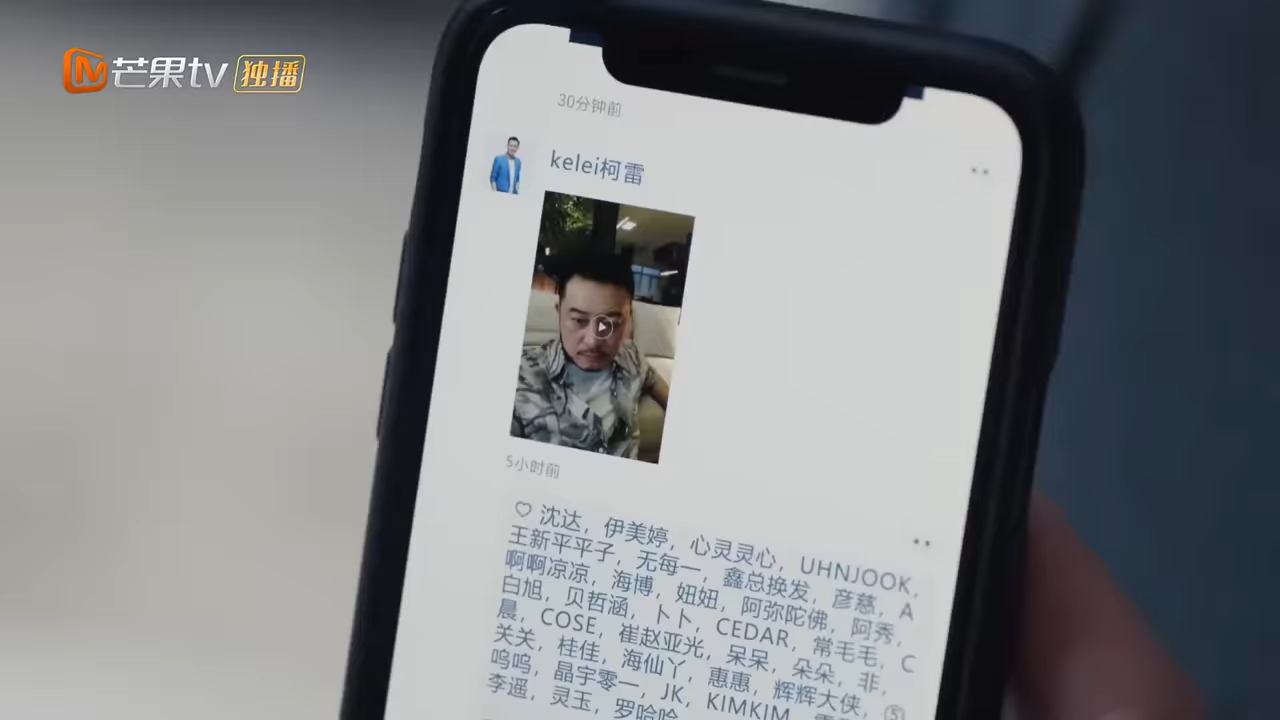 芒果tv 独播
30分钟前
kelei柯雷
5小时前
沈达，伊美婷，心灵灵心，UHNJOOK，
王新平平子，无每一，鑫总换发，彦慈，A
啊啊凉凉，海博，妞妞，阿弥陀佛，阿秀，
白旭，贝哲涵，卜卜，CEDAR，常毛毛，C
晨，COSE，崔赵亚光，呆呆，朵朵，非，
关关，桂佳，海仙丫，惠惠，辉辉大侠，⑤
呜呜，晶宇零一，JK，KIMKIM，
李遥，灵玉，罗哈哈